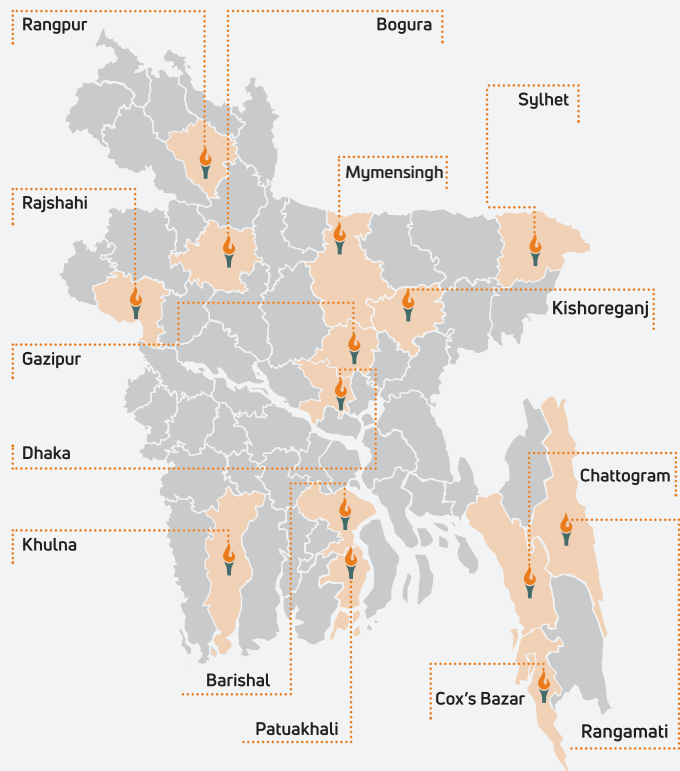 Rangpur
Bogura
Sylhet
Mymensingh
Rajshahi
Kishoreganj
Gazipur
Dhaka
Chattogram
Khulna
Barishal
Cox's Bazar
Patuakhali
Rangamati